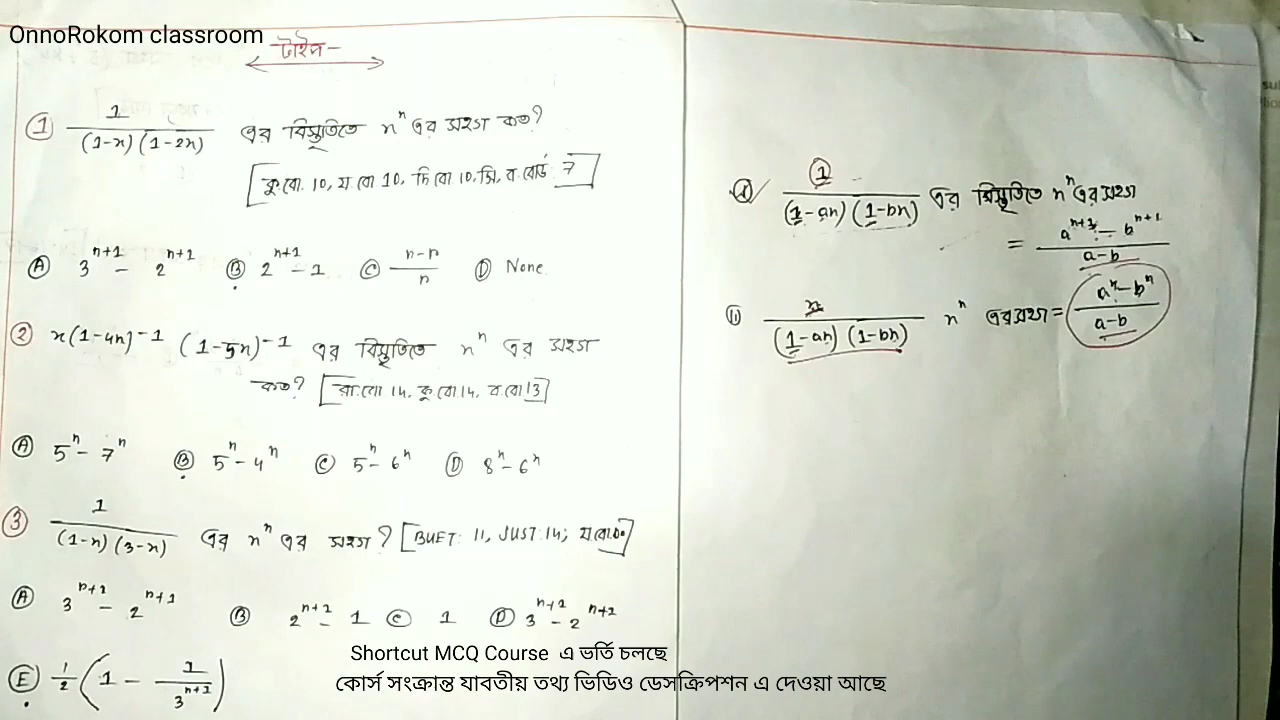 OnnoRokom classroom
টাইপ-
① 1/((1-x)(1-2x)) এর বিস্তৃতিতে x^n এর সহগ কত?
[কু.বো. 10, য.বো 10, দি.বো 10, সি, ব. বোর্ড: 7]
Ⓐ 3^(n+1) - 2^(n+1) Ⓑ 2^(n+1) - 1 Ⓒ (n-n)/n Ⓓ None
② x(1-4x)^-1 (1-5x)^-1 এর বিস্তৃতিতে x^n এর সহগ
কত? [রা.বো 14, কু.বো 14, ব.বো 13]
Ⓐ 5^n - 7^n Ⓑ 5^n - 4^n Ⓒ 5^n - 6^n Ⓓ 8^n - 6^n
③ 1/((1-x)(3-x)) এর x^n এর সহগ? [BUET: 11, JUST: 14; য.বো
Ⓐ 3^(n+1) - 2^(n+1) Ⓑ 2^(n+1) - 1 Ⓒ 1 Ⓓ 3^(n+2) - 2^(n+2)
Ⓔ 1/2 (1 - 1/3^(n+1))
ⓘ 1/((1-ax)(1-bx)) এর বিস্তৃতিতে x^n এর সহগ
= (a^(n+1) - b^(n+1))/(a-b)
ⓘⓘ x/((1-ax)(1-bx)) x^n এর সহগ = (a^n - b^n)/(a-b)
Shortcut MCQ Course এ ভর্তি চলছে
কোর্স সংক্রান্ত যাবতীয় তথ্য ভিডিও ডেসক্রিপশন এ দেওয়া আছে